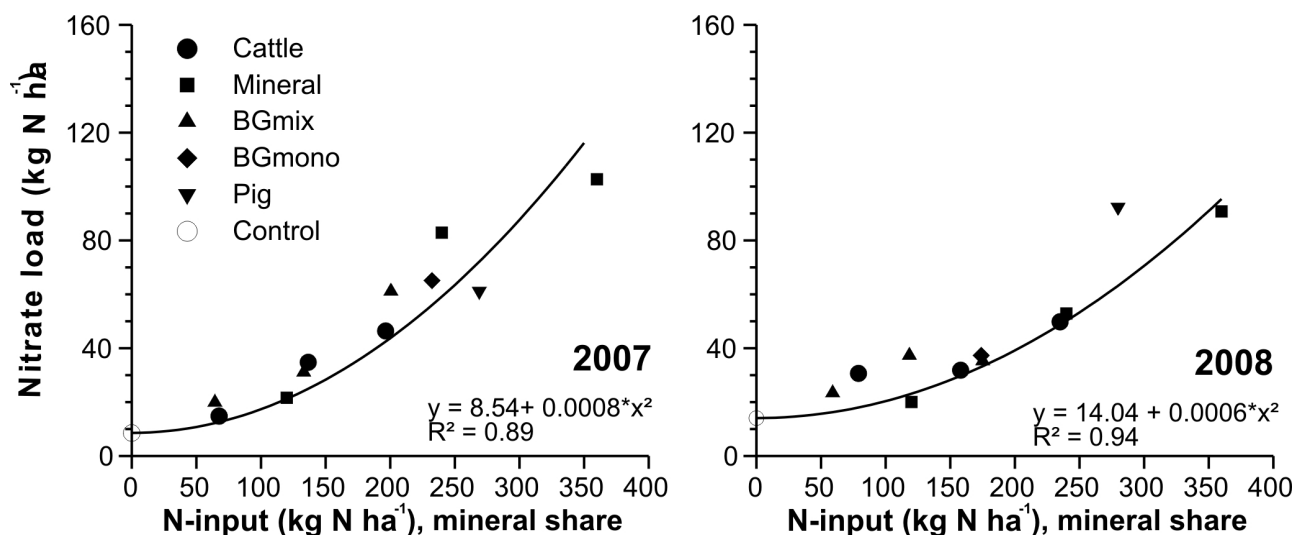 Nitrate load (kg N ha⁻¹)
160
120
80
40
0
Cattle
Mineral
BGmix
BGmono
Pig
Control
2007
y = 8.54+ 0.0008*x²
R² = 0.89
0 50 100 150 200 250 300 350 400
N-input (kg N ha⁻¹), mineral share
160
120
80
40
0
2008
y = 14.04 + 0.0006*x²
R² = 0.94
0 50 100 150 200 250 300 350 400
N-input (kg N ha⁻¹), mineral share